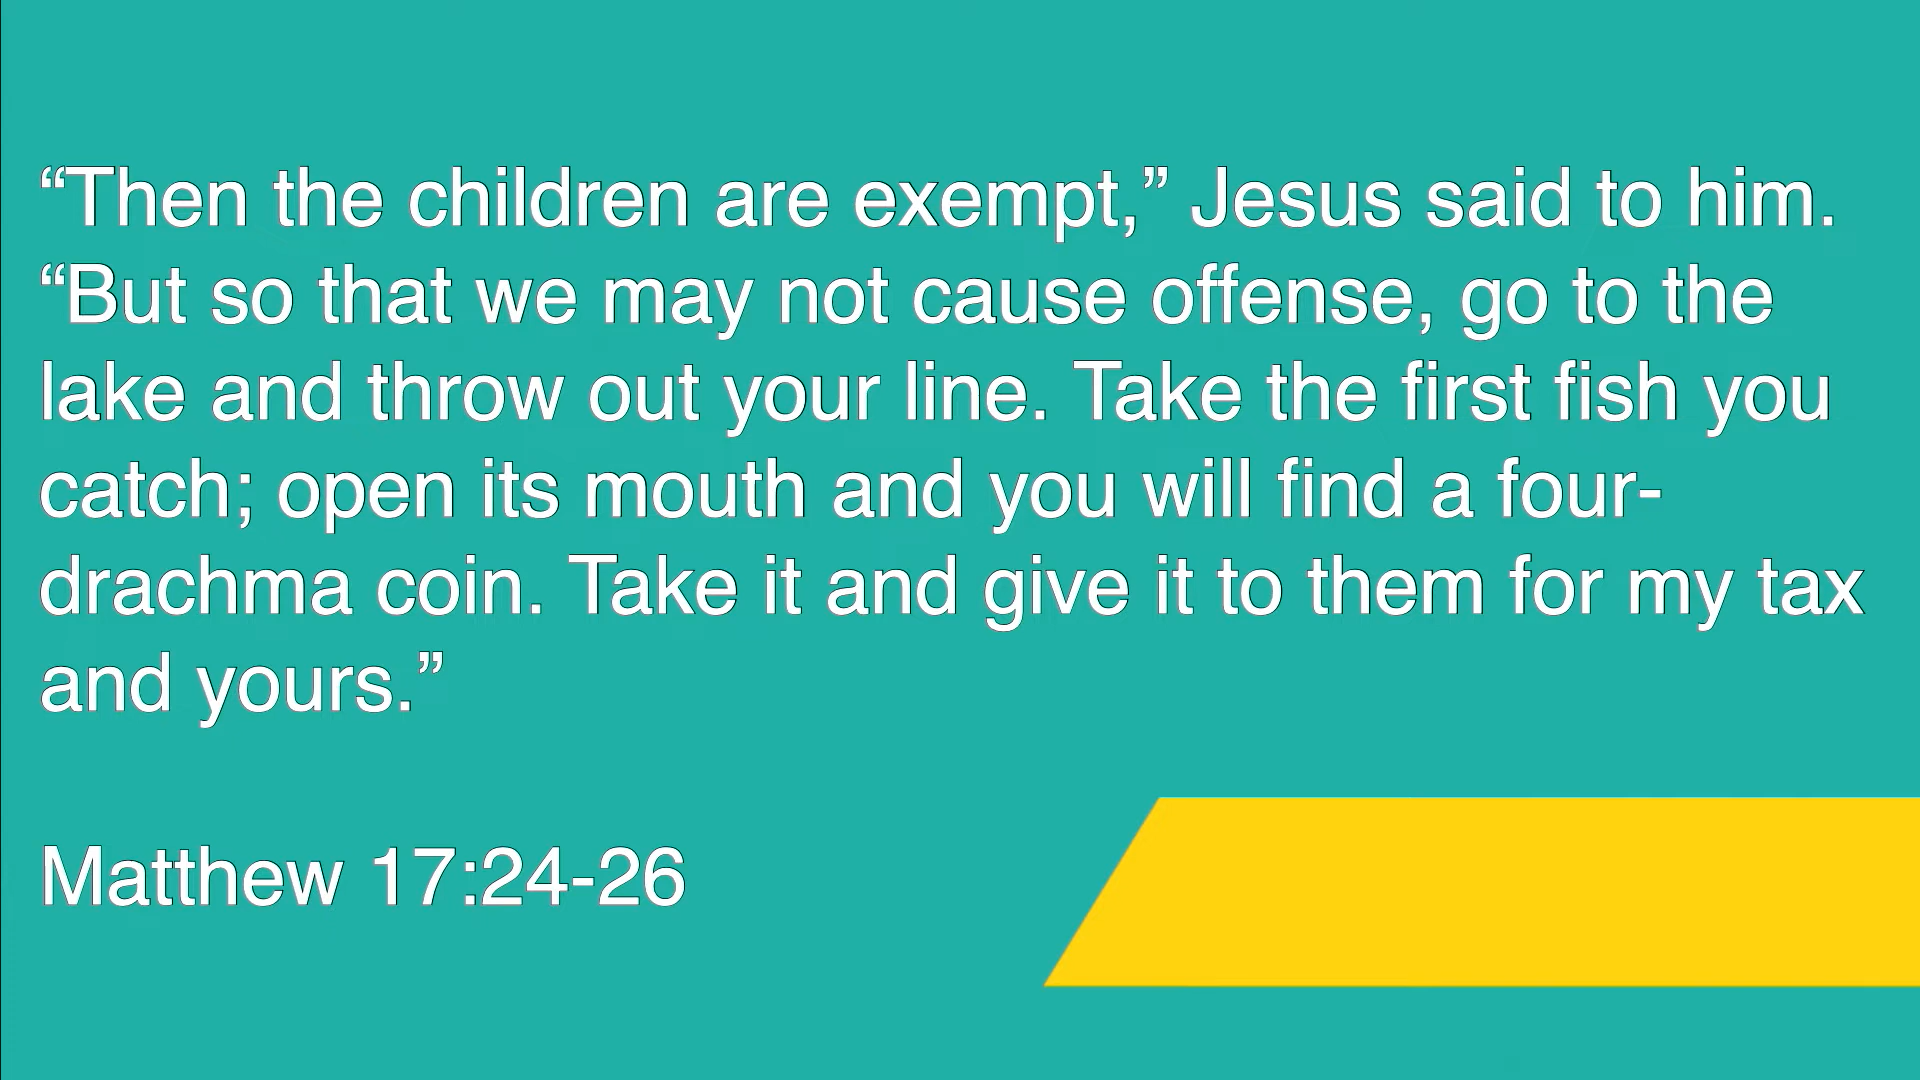 “Then the children are exempt,” Jesus said to him.
“But so that we may not cause offense, go to the
lake and throw out your line. Take the first fish you
catch; open its mouth and you will find a four-
drachma coin. Take it and give it to them for my tax
and yours.”
Matthew 17:24-26